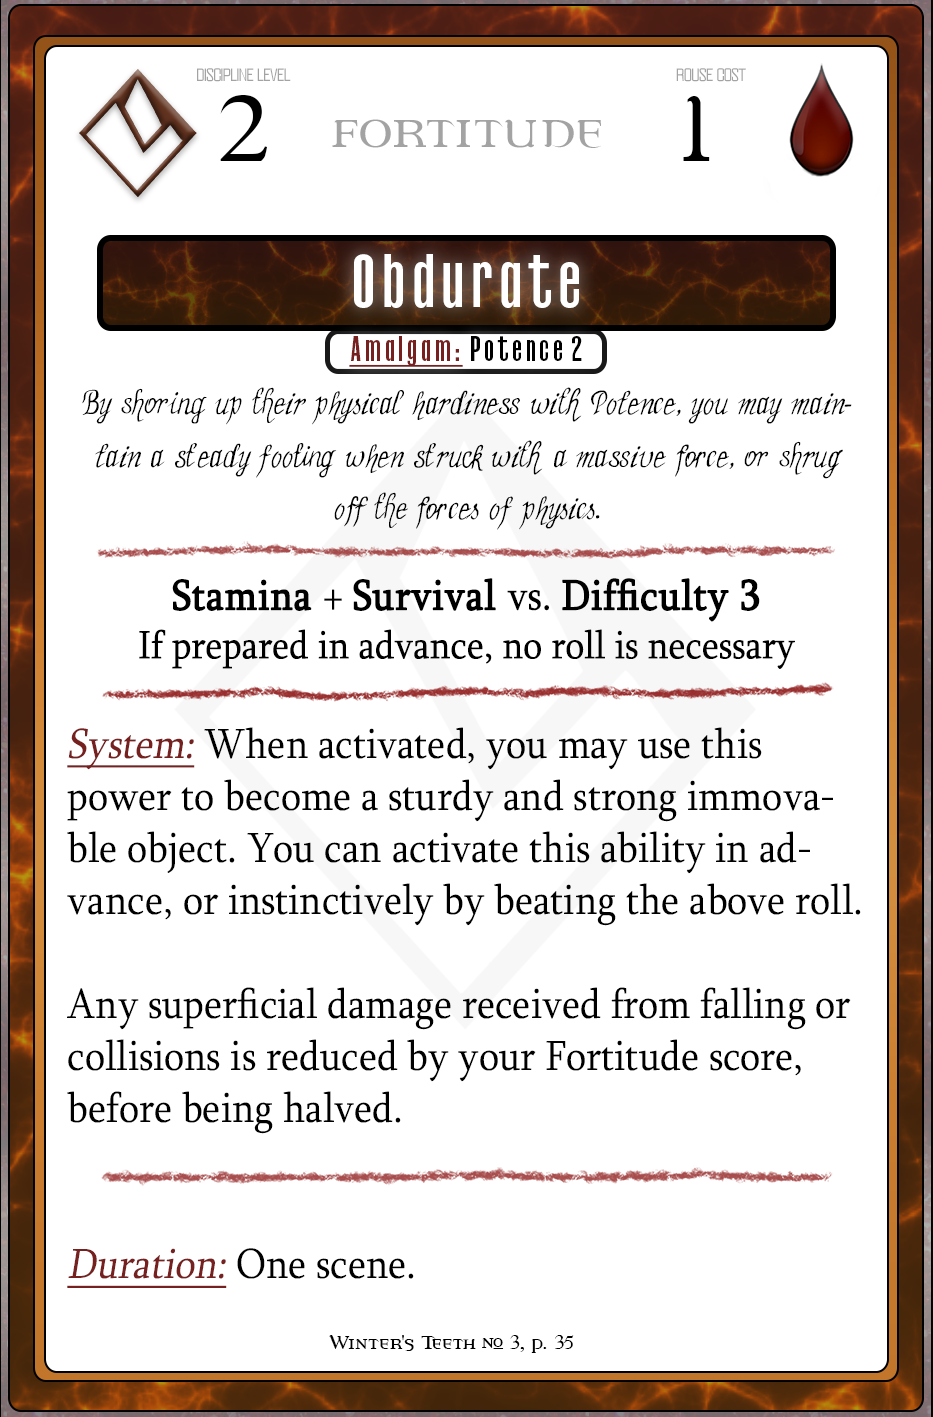 DISCIPLINE LEVEL
2
FORTITUDE
ROUSE COST
1
Obdurate
Amalgam: Potence 2
By shoring up their physical hardiness with Potence, you may main-
tain a steady footing when struck with a massive force, or shrug
off the forces of physics.
Stamina + Survival vs. Difficulty 3
If prepared in advance, no roll is necessary
System: When activated, you may use this
power to become a sturdy and strong immova-
ble object. You can activate this ability in ad-
vance, or instinctively by beating the above roll.
Any superficial damage received from falling or
collisions is reduced by your Fortitude score,
before being halved.
Duration: One scene.
Winter's Teeth № 3, p. 35